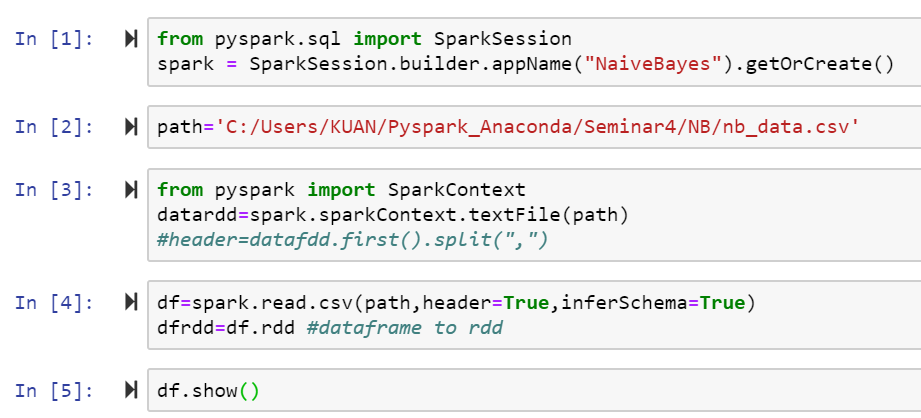 In [1]:
from pyspark.sql import SparkSession
spark = SparkSession.builder.appName("NaiveBayes").getOrCreate()
In [2]:
path='C:/Users/KUAN/Pyspark_Anaconda/Seminar4/NB/nb_data.csv'
In [3]:
from pyspark import SparkContext
datardd=spark.sparkContext.textFile(path)
#header=datafdd.first().split(",")
In [4]:
df=spark.read.csv(path,header=True,inferSchema=True)
dfrdd=df.rdd #dataframe to rdd
In [5]:
df.show()